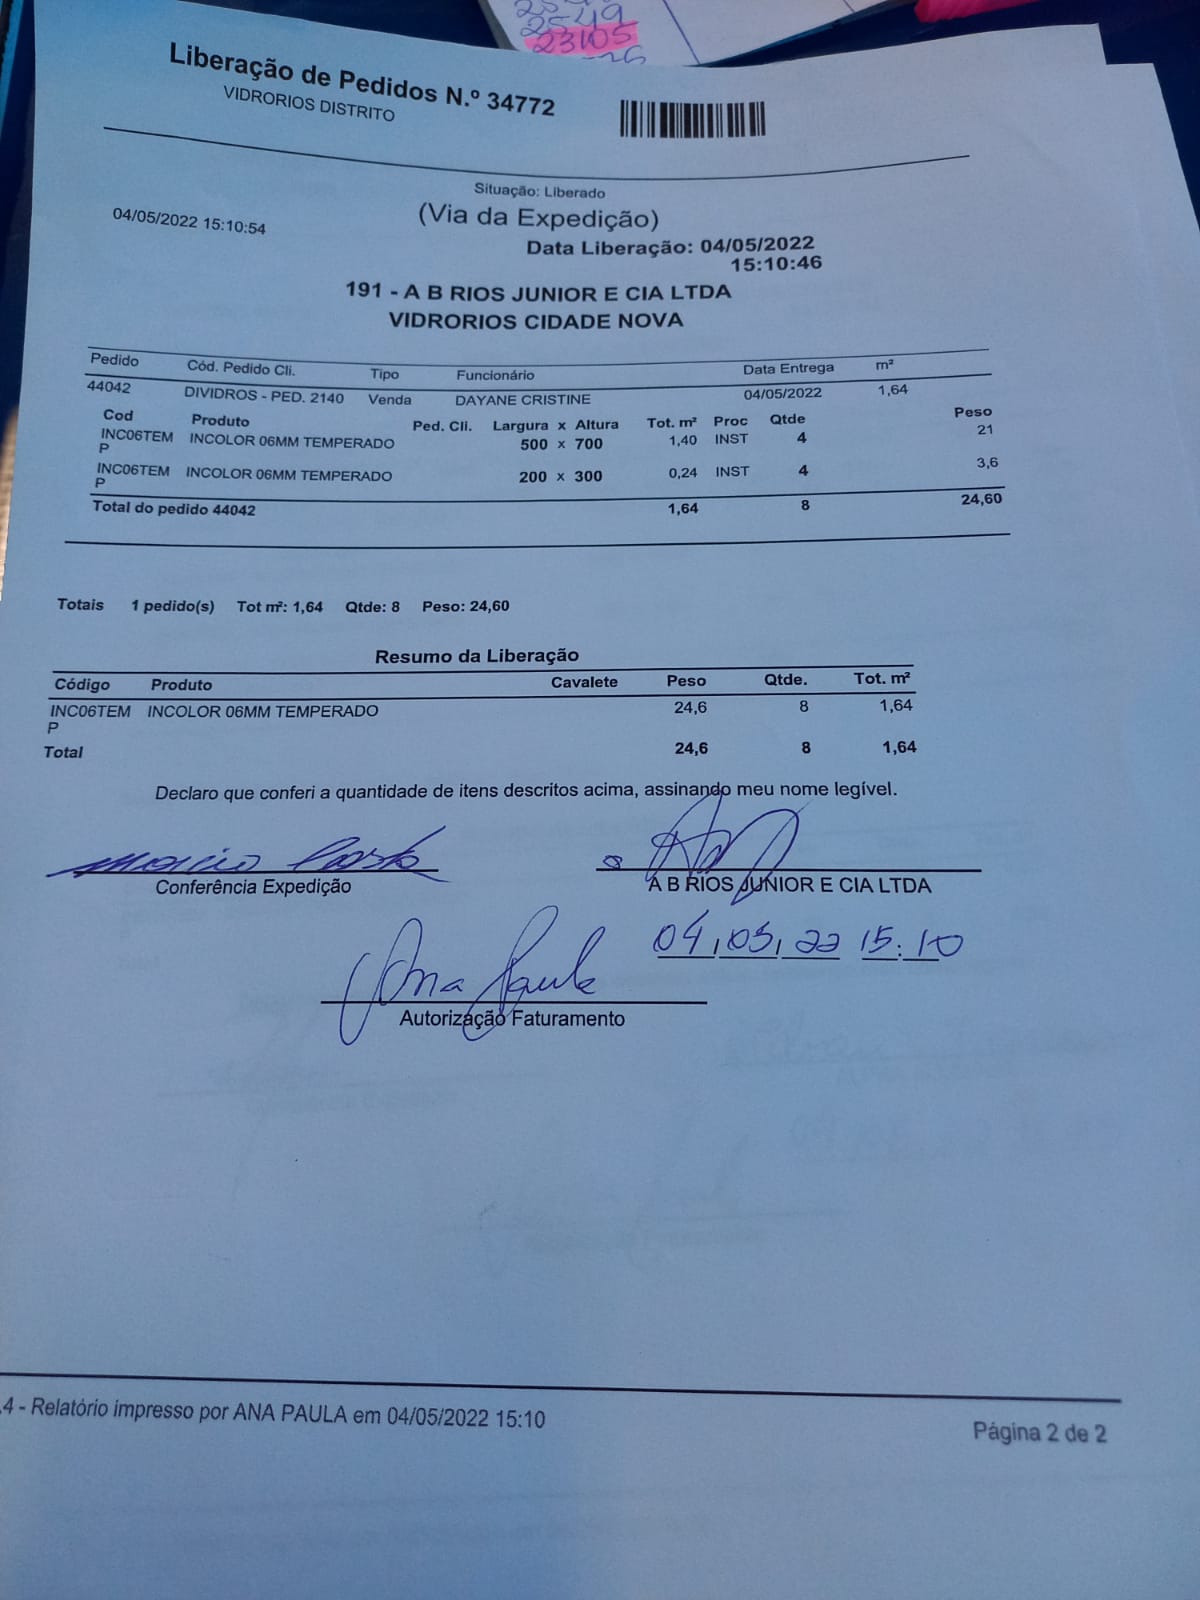 2549
23105
Liberação de Pedidos N.º 34772
VIDRORIOS DISTRITO
Situação: Liberado
04/05/2022 15:10:54
(Via da Expedição)
Data Liberação: 04/05/2022
15:10:46
191 - A B RIOS JUNIOR E CIA LTDA
VIDRORIOS CIDADE NOVA
Pedido Cód. Pedido Cli. Tipo Funcionário Data Entrega m²
44042 DIVIDROS - PED. 2140 Venda DAYANE CRISTINE 04/05/2022 1,64
Cod Produto Ped. Cli. Largura x Altura Tot. m² Proc Qtde Peso
INC06TEM INCOLOR 06MM TEMPERADO 500 x 700 1,40 INST 4 21
P
INC06TEM INCOLOR 06MM TEMPERADO 200 x 300 0,24 INST 4 3,6
P
Total do pedido 44042 1,64 8 24,60
Totais 1 pedido(s) Tot m²: 1,64 Qtde: 8 Peso: 24,60
Resumo da Liberação
Código Produto Cavalete Peso Qtde. Tot. m²
INC06TEM INCOLOR 06MM TEMPERADO 24,6 8 1,64
P
Total 24,6 8 1,64
Declaro que conferi a quantidade de itens descritos acima, assinando meu nome legível.
Conferência Expedição A B RIOS JUNIOR E CIA LTDA
04,05,22 15:10
Ana Paula
Autorização Faturamento
.4 - Relatório impresso por ANA PAULA em 04/05/2022 15:10
Página 2 de 2